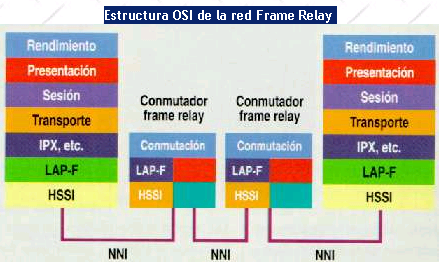 Estructura OSI de la red Frame Relay
Rendimiento
Presentación
Sesión
Transporte
IPX, etc.
LAP-F
HSSI
Conmutador
frame relay
Conmutación
LAP-F
HSSI
Conmutador
frame relay
Conmutación
LAP-F
HSSI
Rendimiento
Presentación
Sesión
Transporte
IPX, etc.
LAP-F
HSSI
NNI
NNI
NNI